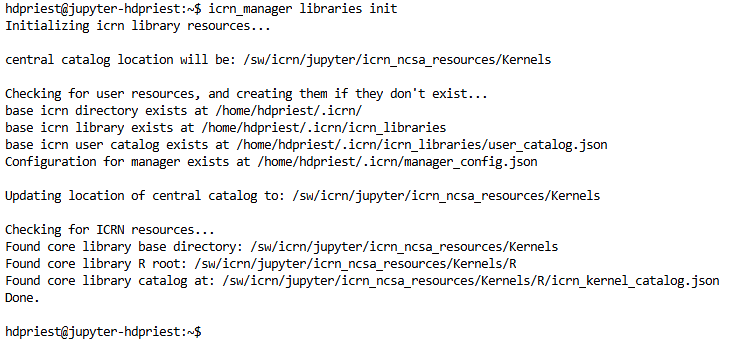 hdpriest@jupyter-hdpriest:~$ icrn_manager libraries init
Initializing icrn library resources...
central catalog location will be: /sw/icrn/jupyter/icrn_ncsa_resources/Kernels
Checking for user resources, and creating them if they don't exist...
base icrn directory exists at /home/hdpriest/.icrn/
base icrn library exists at /home/hdpriest/.icrn/icrn_libraries
base icrn user catalog exists at /home/hdpriest/.icrn/icrn_libraries/user_catalog.json
Configuration for manager exists at /home/hdpriest/.icrn/manager_config.json
Updating location of central catalog to: /sw/icrn/jupyter/icrn_ncsa_resources/Kernels
Checking for ICRN resources...
Found core library base directory: /sw/icrn/jupyter/icrn_ncsa_resources/Kernels
Found core library R root: /sw/icrn/jupyter/icrn_ncsa_resources/Kernels/R
Found core library catalog at: /sw/icrn/jupyter/icrn_ncsa_resources/Kernels/R/icrn_kernel_catalog.json
Done.
hdpriest@jupyter-hdpriest:~$